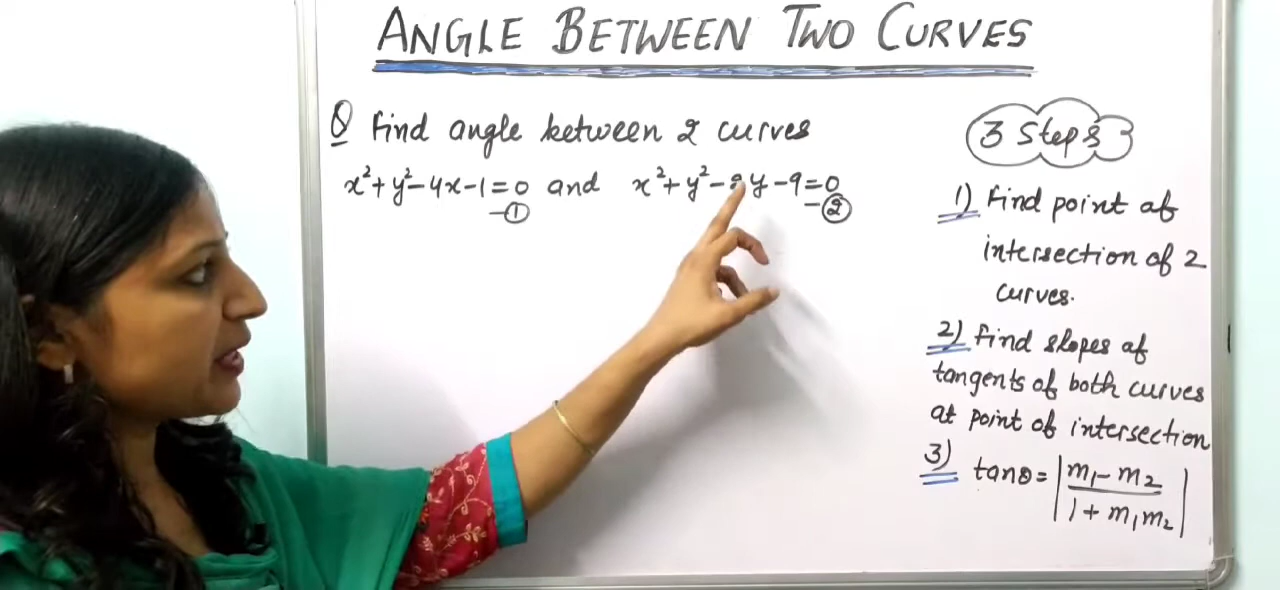 ANGLE BETWEEN TWO CURVES
Q Find angle between 2 curves
x²+y²-4x-1=0 and x²+y²-2y-9=0
-① -②
3 Steps
1) Find point of
intersection of 2
curves.
2) Find slopes of
tangents of both curves
at point of intersection
3) tanθ = |m₁-m₂ / 1+m₁m₂|